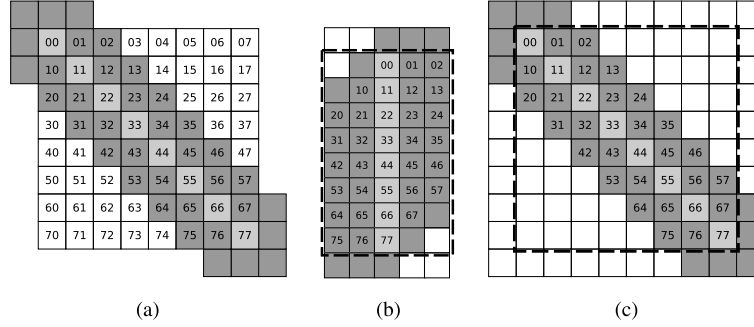 00 01 02 03 04 05 06 07
10 11 12 13 14 15 16 17
20 21 22 23 24 25 26 27
30 31 32 33 34 35 36 37
40 41 42 43 44 45 46 47
50 51 52 53 54 55 56 57
60 61 62 63 64 65 66 67
70 71 72 73 74 75 76 77
(a)
00 01 02
10 11 12 13
20 21 22 23 24
31 32 33 34 35
42 43 44 45 46
53 54 55 56 57
64 65 66 67
75 76 77
(b)
00 01 02
10 11 12 13
20 21 22 23 24
31 32 33 34 35
42 43 44 45 46
53 54 55 56 57
64 65 66 67
75 76 77
(c)